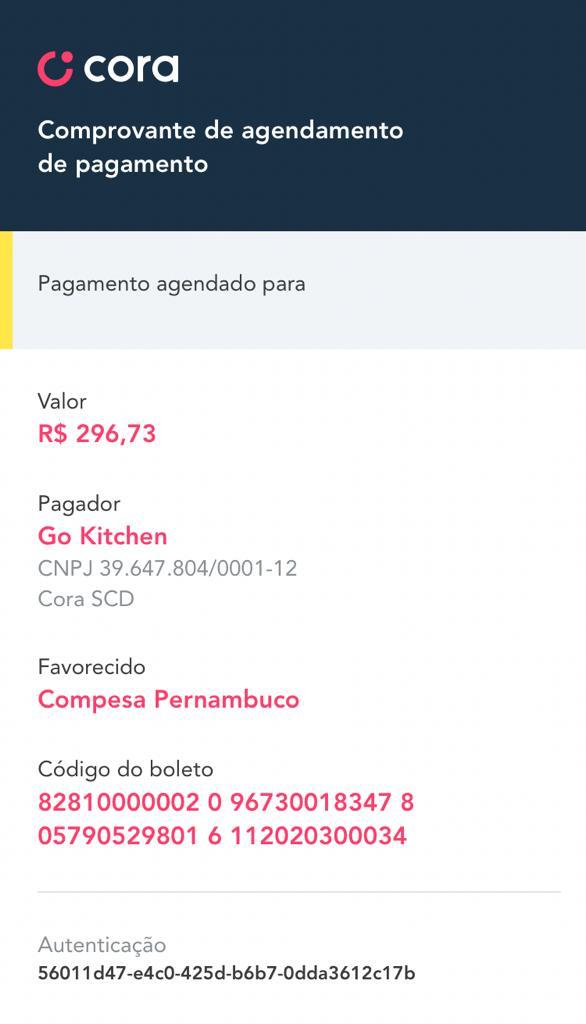 cora
Comprovante de agendamento
de pagamento
Pagamento agendado para
Valor
R$ 296,73
Pagador
Go Kitchen
CNPJ 39.647.804/0001-12
Cora SCD
Favorecido
Compesa Pernambuco
Código do boleto
82810000002 0 96730018347 8
05790529801 6 112020300034
Autenticação
56011d47-e4c0-425d-b6b7-0dda3612c17b